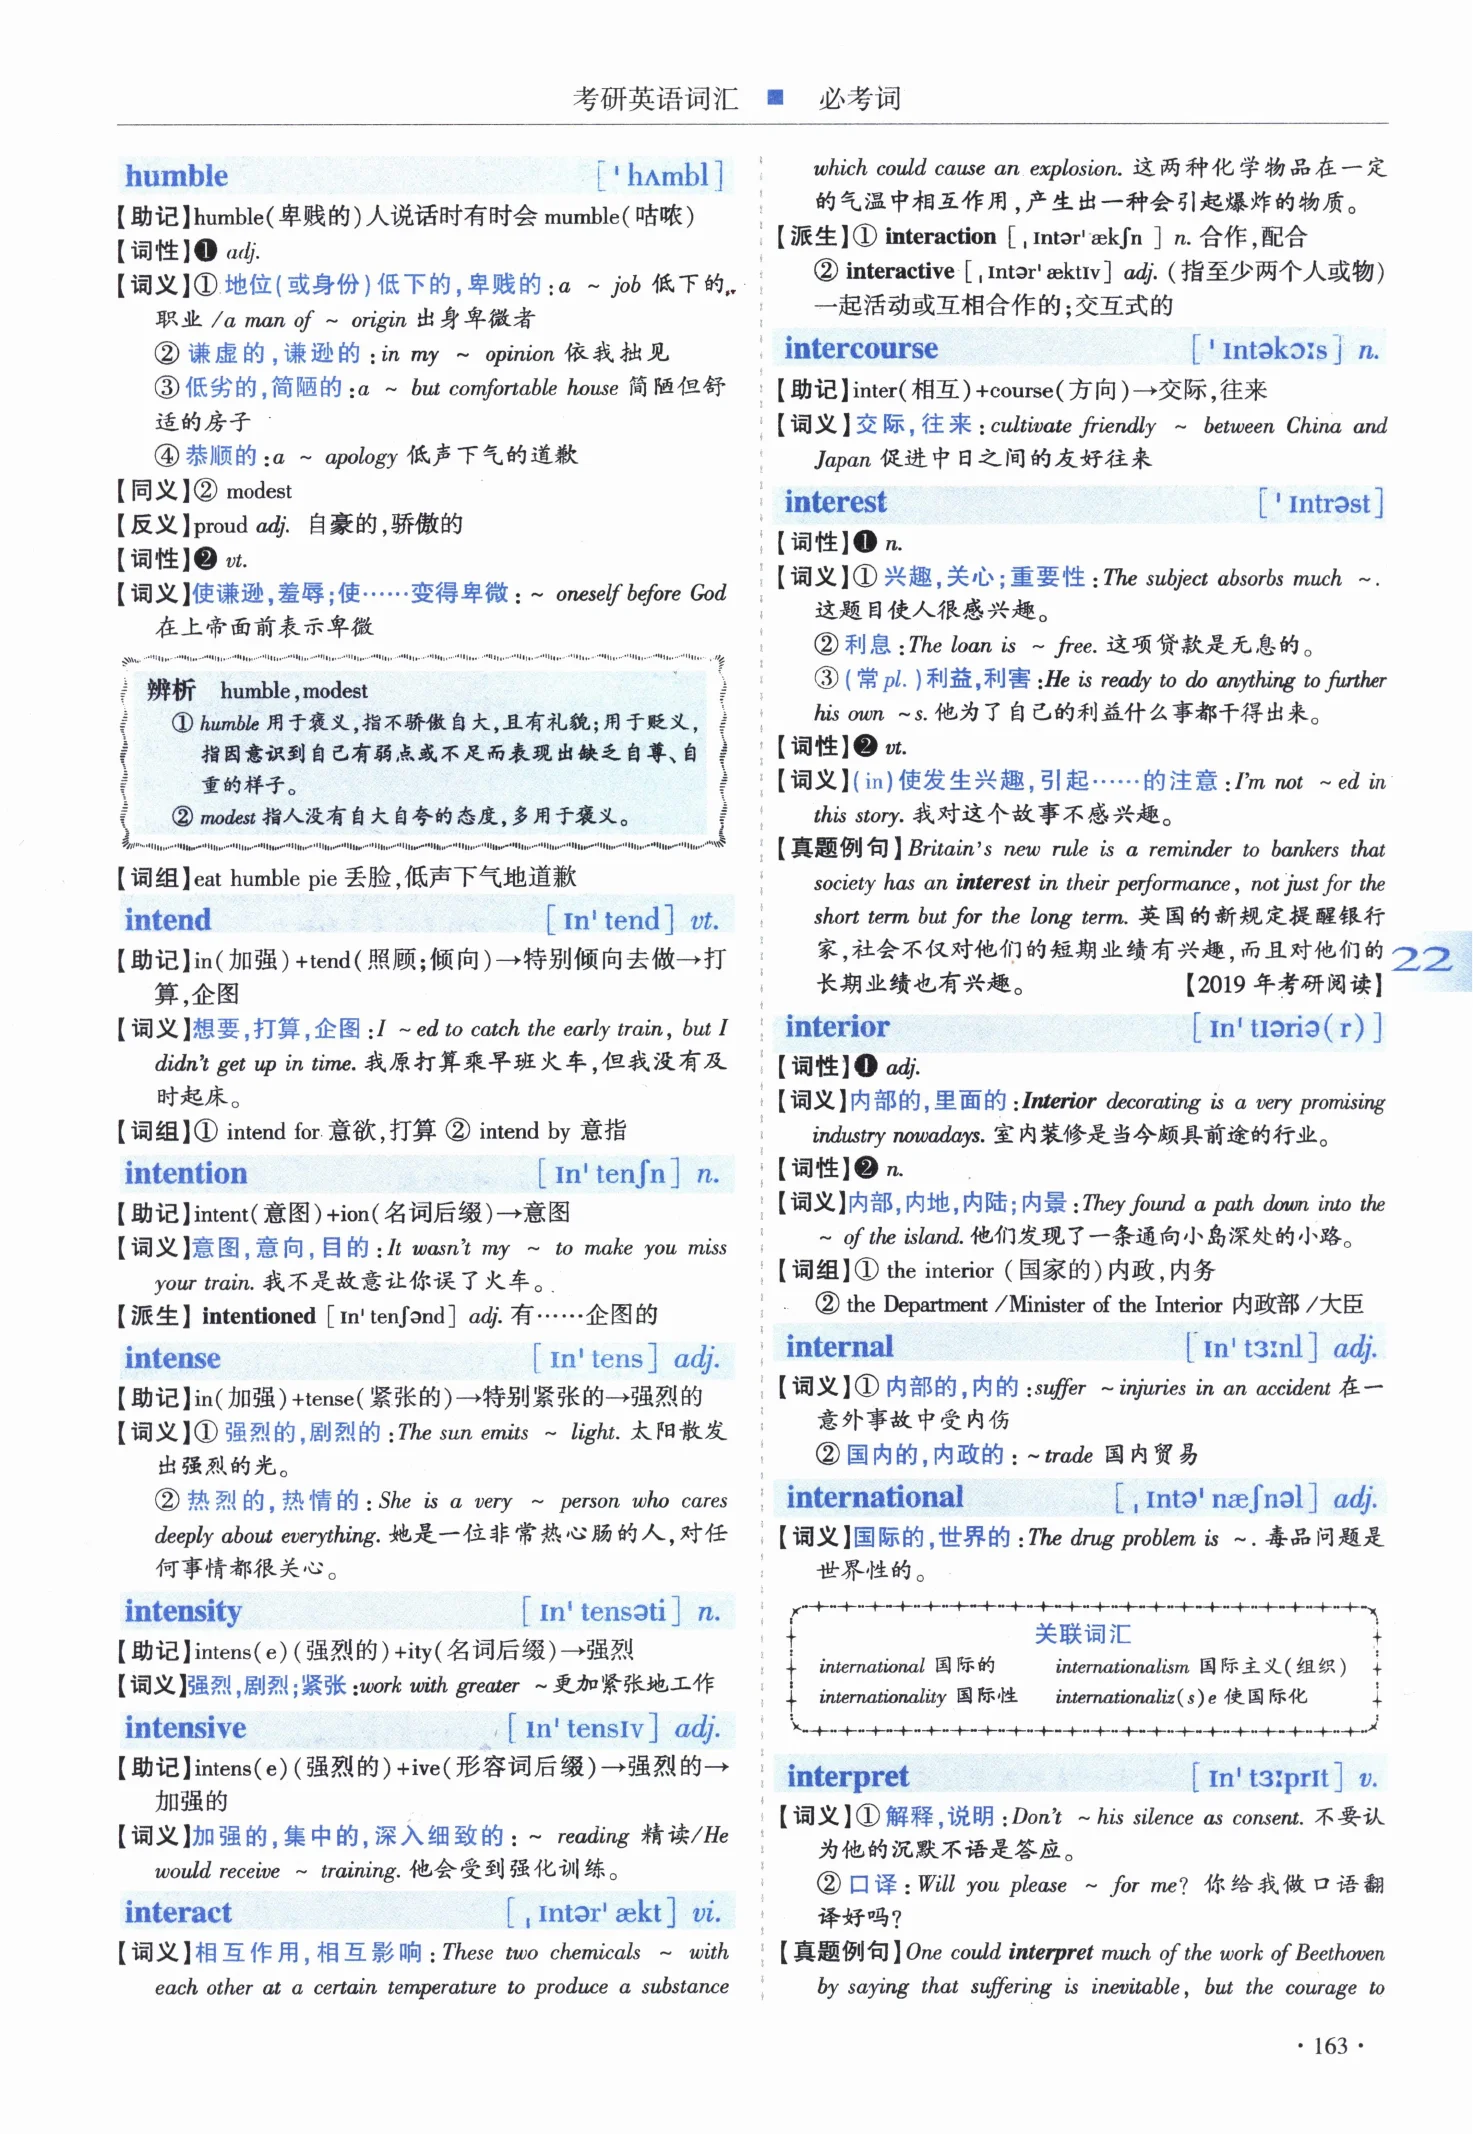 考研英语词汇 ■ 必考词
humble [ˈhʌmbl]
【助记】humble(卑贱的)人说话时有时会 mumble(咕哝)
【词性】❶ adj.
【词义】①地位(或身份)低下的,卑贱的:a ~ job 低下的
职业 /a man of ~ origin 出身卑微者
②谦虚的,谦逊的:in my ~ opinion 依我拙见
③低劣的,简陋的:a ~ but comfortable house 简陋但舒
适的房子
④恭顺的:a ~ apology 低声下气的道歉
【同义】② modest
【反义】proud adj. 自豪的,骄傲的
【词性】❷ vt.
【词义】使谦逊,羞辱;使……变得卑微: ~ oneself before God
在上帝面前表示卑微
辨析 humble,modest
① humble 用于褒义,指不骄傲自大,且有礼貌;用于贬义,
指因意识到自己有弱点或不足而表现出缺乏自尊、自
重的样子。
② modest 指人没有自大自夸的态度,多用于褒义。
【词组】eat humble pie 丢脸,低声下气地道歉
intend [ɪnˈtend] vt.
【助记】in(加强)+tend(照顾;倾向)→特别倾向去做→打
算,企图
【词义】想要,打算,企图:I ~ed to catch the early train, but I
didn't get up in time. 我原打算乘早班火车,但我没有及
时起床。
【词组】① intend for 意欲,打算 ② intend by 意指
intention [ɪnˈtenʃn] n.
【助记】intent(意图)+ion(名词后缀)→意图
【词义】意图,意向,目的:It wasn't my ~ to make you miss
your train. 我不是故意让你误了火车。
【派生】 intentioned [ɪnˈtenʃənd] adj. 有……企图的
intense [ɪnˈtens] adj.
【助记】in(加强)+tense(紧张的)→特别紧张的→强烈的
【词义】①强烈的,剧烈的:The sun emits ~ light. 太阳散发
出强烈的光。
②热烈的,热情的:She is a very ~ person who cares
deeply about everything. 她是一位非常热心肠的人,对任
何事情都很关心。
intensity [ɪnˈtensəti] n.
【助记】intens(e)(强烈的)+ity(名词后缀)→强烈
【词义】强烈,剧烈;紧张:work with greater ~更加紧张地工作
intensive [ɪnˈtensɪv] adj.
【助记】intens(e)(强烈的)+ive(形容词后缀)→强烈的→
加强的
【词义】加强的,集中的,深入细致的: ~ reading 精读/He
would receive ~ training. 他会受到强化训练。
interact [ˌɪntərˈækt] vi.
【词义】相互作用,相互影响:These two chemicals ~ with
each other at a certain temperature to produce a substance
which could cause an explosion. 这两种化学物品在一定
的气温中相互作用,产生出一种会引起爆炸的物质。
【派生】① interaction [ˌɪntərˈækʃn] n. 合作,配合
② interactive [ˌɪntərˈæktɪv] adj. (指至少两个人或物)
一起活动或互相合作的;交互式的
intercourse [ˈɪntəkɔːs] n.
【助记】inter(相互)+course(方向)→交际,往来
【词义】交际,往来:cultivate friendly ~ between China and
Japan 促进中日之间的友好往来
interest [ˈɪntrəst]
【词性】❶ n.
【词义】①兴趣,关心;重要性:The subject absorbs much ~.
这题目使人很感兴趣。
②利息:The loan is ~ free. 这项贷款是无息的。
③(常 pl.)利益,利害:He is ready to do anything to further
his own ~s. 他为了自己的利益什么事都干得出来。
【词性】❷ vt.
【词义】(in)使发生兴趣,引起……的注意:I'm not ~ed in
this story. 我对这个故事不感兴趣。
【真题例句】Britain's new rule is a reminder to bankers that
society has an interest in their performance, not just for the
short term but for the long term. 英国的新规定提醒银行
家,社会不仅对他们的短期业绩有兴趣,而且对他们的
长期业绩也有兴趣。 【2019 年考研阅读】
22
interior [ɪnˈtɪəriə(r)]
【词性】❶ adj.
【词义】内部的,里面的:Interior decorating is a very promising
industry nowadays. 室内装修是当今颇具前途的行业。
【词性】❷ n.
【词义】内部,内地,内陆;内景:They found a path down into the
~ of the island. 他们发现了一条通向小岛深处的小路。
【词组】① the interior (国家的)内政,内务
② the Department /Minister of the Interior 内政部 /大臣
internal [ɪnˈtɜːnl] adj.
【词义】①内部的,内的:suffer ~injuries in an accident 在一
意外事故中受内伤
②国内的,内政的: ~trade 国内贸易
international [ˌɪntəˈnæʃnəl] adj.
【词义】国际的,世界的:The drug problem is ~. 毒品问题是
世界性的。
关联词汇
international 国际的 internationalism 国际主义(组织)
internationality 国际性 internationaliz(s)e 使国际化
interpret [ɪnˈtɜːprɪt] v.
【词义】①解释,说明:Don't ~his silence as consent. 不要认
为他的沉默不语是答应。
②口译:Will you please ~ for me? 你给我做口语翻
译好吗?
【真题例句】One could interpret much of the work of Beethoven
by saying that suffering is inevitable, but the courage to
· 163 ·